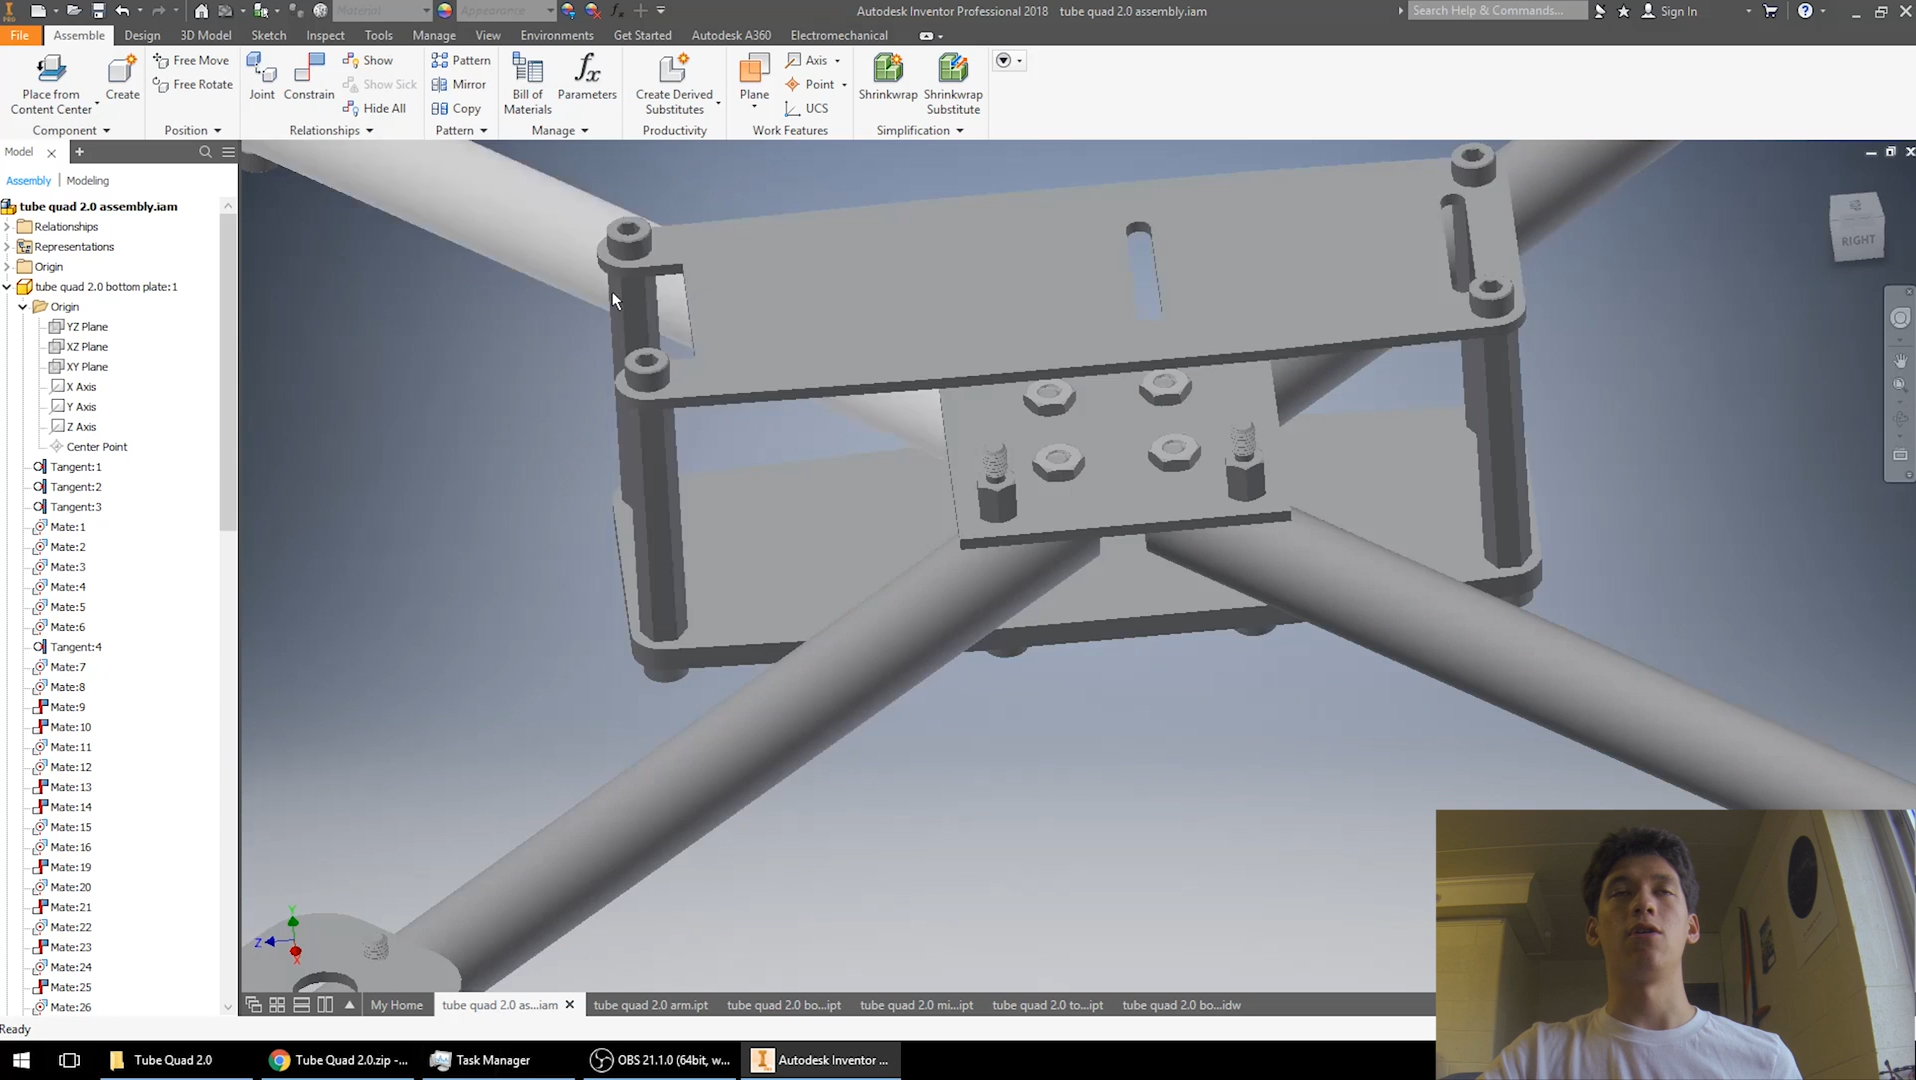 Material
Appearance
Autodesk Inventor Professional 2018    tube quad 2.0 assembly.iam
Search Help & Commands...
Sign In
File
Assemble
Design
3D Model
Sketch
Inspect
Tools
Manage
View
Environments
Get Started
Autodesk A360
Electromechanical
Place from
Content Center
Create
Free Move
Free Rotate
Joint
Constrain
Show
Show Sick
Hide All
Pattern
Mirror
Copy
Bill of
Materials
Parameters
Create Derived
Substitutes
Plane
Axis
Point
UCS
Shrinkwrap
Shrinkwrap
Substitute
Component
Position
Relationships
Pattern
Manage
Productivity
Work Features
Simplification
Model
Assembly | Modeling
tube quad 2.0 assembly.iam
Relationships
Representations
Origin
tube quad 2.0 bottom plate:1
Origin
YZ Plane
XZ Plane
XY Plane
X Axis
Y Axis
Z Axis
Center Point
Tangent:1
Tangent:2
Tangent:3
Mate:1
Mate:2
Mate:3
Mate:4
Mate:5
Mate:6
Tangent:4
Mate:7
Mate:8
Mate:9
Mate:10
Mate:11
Mate:12
Mate:13
Mate:14
Mate:15
Mate:16
Mate:19
Mate:20
Mate:21
Mate:22
Mate:23
Mate:24
Mate:25
Mate:26
RIGHT
Y
Z
X
My Home
tube quad 2.0 as...iam
tube quad 2.0 arm.ipt
tube quad 2.0 bo...ipt
tube quad 2.0 mi...ipt
tube quad 2.0 to...ipt
tube quad 2.0 bo...idw
Ready
Tube Quad 2.0
Tube Quad 2.0.zip -...
Task Manager
OBS 21.1.0 (64bit, w...
Autodesk Inventor ...